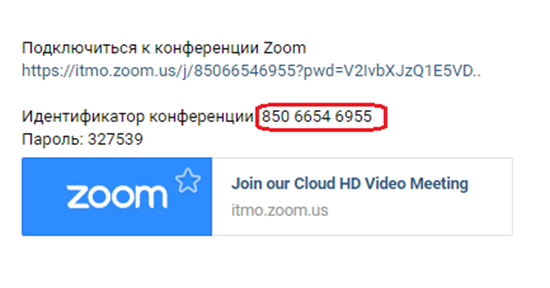 Подключиться к конференции Zoom
https://itmo.zoom.us/j/85066546955?pwd=V2IvbXJzQ1E5VD..
Идентификатор конференции: 850 6654 6955
Пароль: 327539
zoom
Join our Cloud HD Video Meeting
itmo.zoom.us